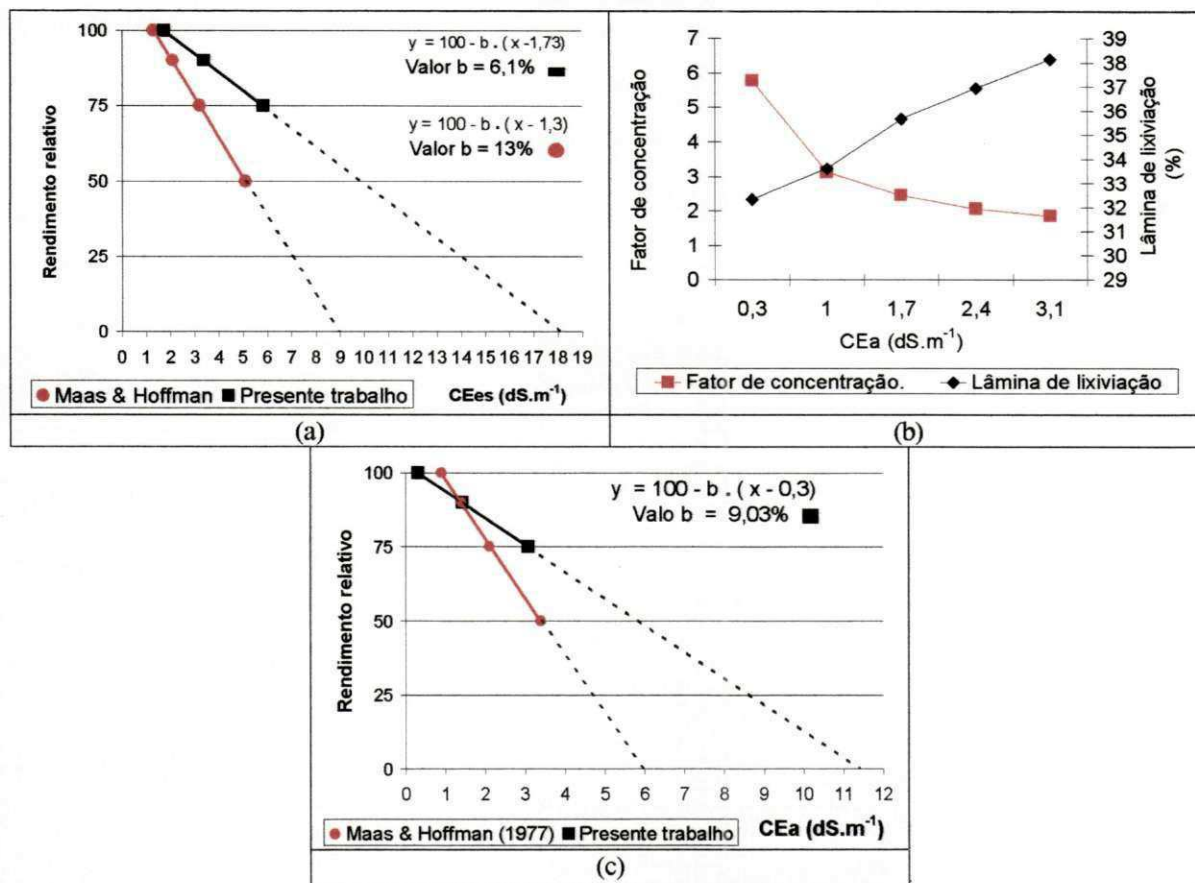 100
75
50
25
0
Rendimento relativo
y = 100 - b . ( x -1,73)
Valor b = 6,1%
y = 100 - b . ( x - 1,3)
Valor b = 13%
0 1 2 3 4 5 6 7 8 9 10 11 12 13 14 15 16 17 18 19
Maas & Hoffman Presente trabalho CEes (dS.m-1)
(a)
7
6
5
4
3
2
1
0
Fator de concentração
39
38
37
36
35
34
33
32
31
30
29
Lâmina de lixiviação
(%)
0,3 1 1,7 2,4 3,1
CEa (dS.m-1)
Fator de concentração. Lâmina de lixiviação
(b)
100
75
50
25
0
Rendimento relativo
y = 100 - b . ( x - 0,3)
Valo b = 9,03%
0 1 2 3 4 5 6 7 8 9 10 11 12
Maas & Hoffman (1977) Presente trabalho CEa (dS.m-1)
(c)